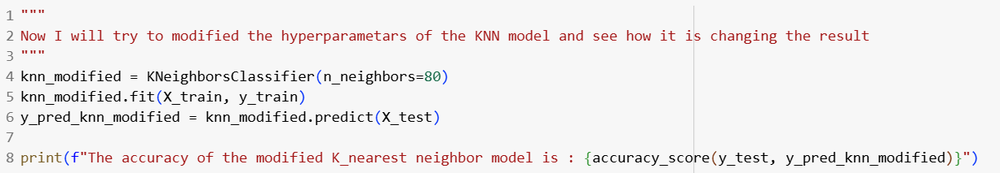 1 """
2 Now I will try to modified the hyperparametars of the KNN model and see how it is changing the result
3 """
4 knn_modified = KNeighborsClassifier(n_neighbors=80)
5 knn_modified.fit(X_train, y_train)
6 y_pred_knn_modified = knn_modified.predict(X_test)
7
8 print(f"The accuracy of the modified K_nearest neighbor model is : {accuracy_score(y_test, y_pred_knn_modified)}")